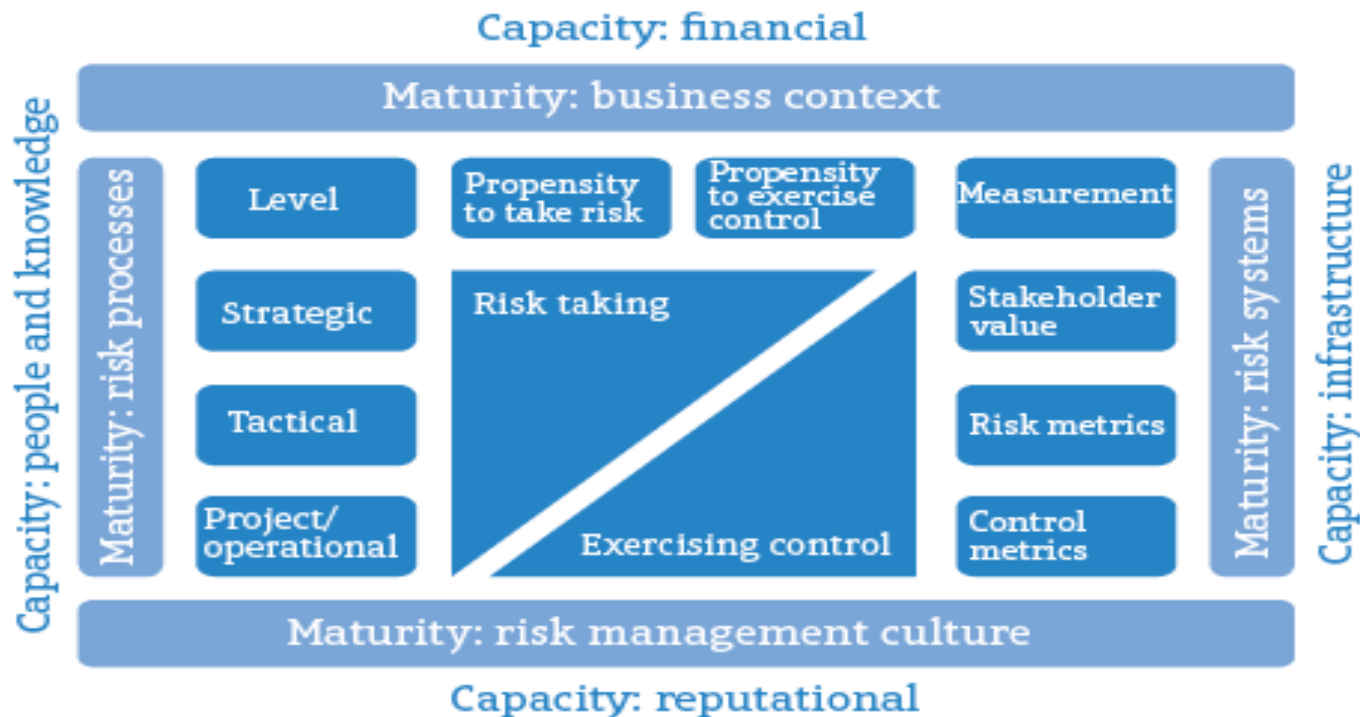 Capacity: financial
Maturity: business context
Capacity: people and knowledge
Maturity: risk processes
Level
Propensity
to take risk
Propensity
to exercise
control
Measurement
Strategic
Risk taking
Stakeholder
value
Tactical
Risk metrics
Project/
operational
Exercising control
Control
metrics
Maturity: risk systems
Capacity: infrastructure
Maturity: risk management culture
Capacity: reputational